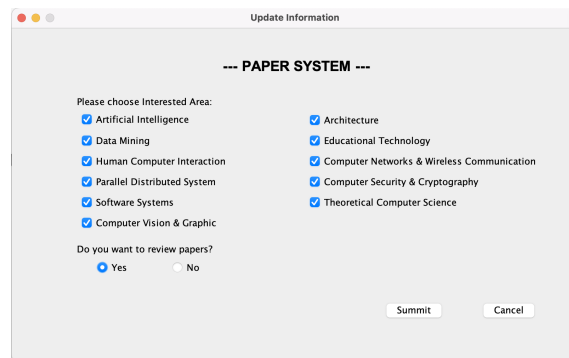 Update Information
--- PAPER SYSTEM ---
Please choose Interested Area:
Artificial Intelligence
Architecture
Data Mining
Educational Technology
Human Computer Interaction
Computer Networks & Wireless Communication
Parallel Distributed System
Computer Security & Cryptography
Software Systems
Theoretical Computer Science
Computer Vision & Graphic
Do you want to review papers?
Yes No
Summit Cancel